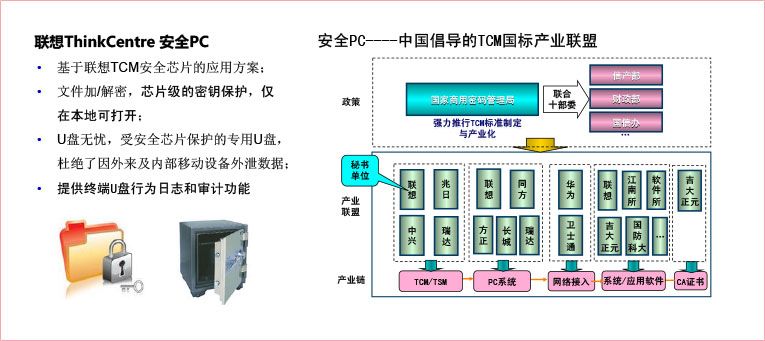 联想ThinkCentre 安全PC
• 基于联想TCM安全芯片的应用方案；
• 文件加/解密，芯片级的密钥保护，仅
在本地可打开；
• U盘无忧，受安全芯片保护的专用U盘，
杜绝了因外来及内部移动设备外泄数据；
• 提供终端U盘行为日志和审计功能
安全PC----中国倡导的TCM国标产业联盟
政策
国家商用密码管理局
强力推行TCM标准制定
与产业化
联合
十部委
信产部
财政部
国信办
...
秘书
单位
产业
联盟
联想
兆日
联想
同方
华为
联想
江南所
软件所
吉大正元
中兴
瑞达
方正
长城
瑞达
卫士通
吉大正元
国防科大
...
产业链
TCM/TSM
PC系统
网络接入
系统/应用软件
CA证书